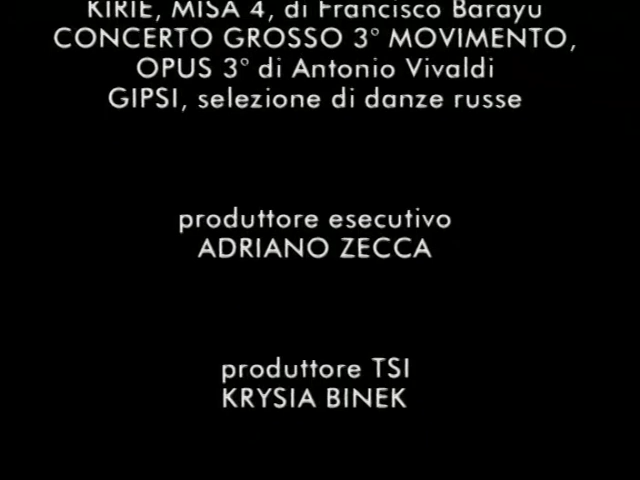 KIRIE, MISA 4, di Francisco Barayu
CONCERTO GROSSO 3° MOVIMENTO,
OPUS 3° di Antonio Vivaldi
GIPSI, selezione di danze russe
produttore esecutivo
ADRIANO ZECCA
produttore TSI
KRYSIA BINEK